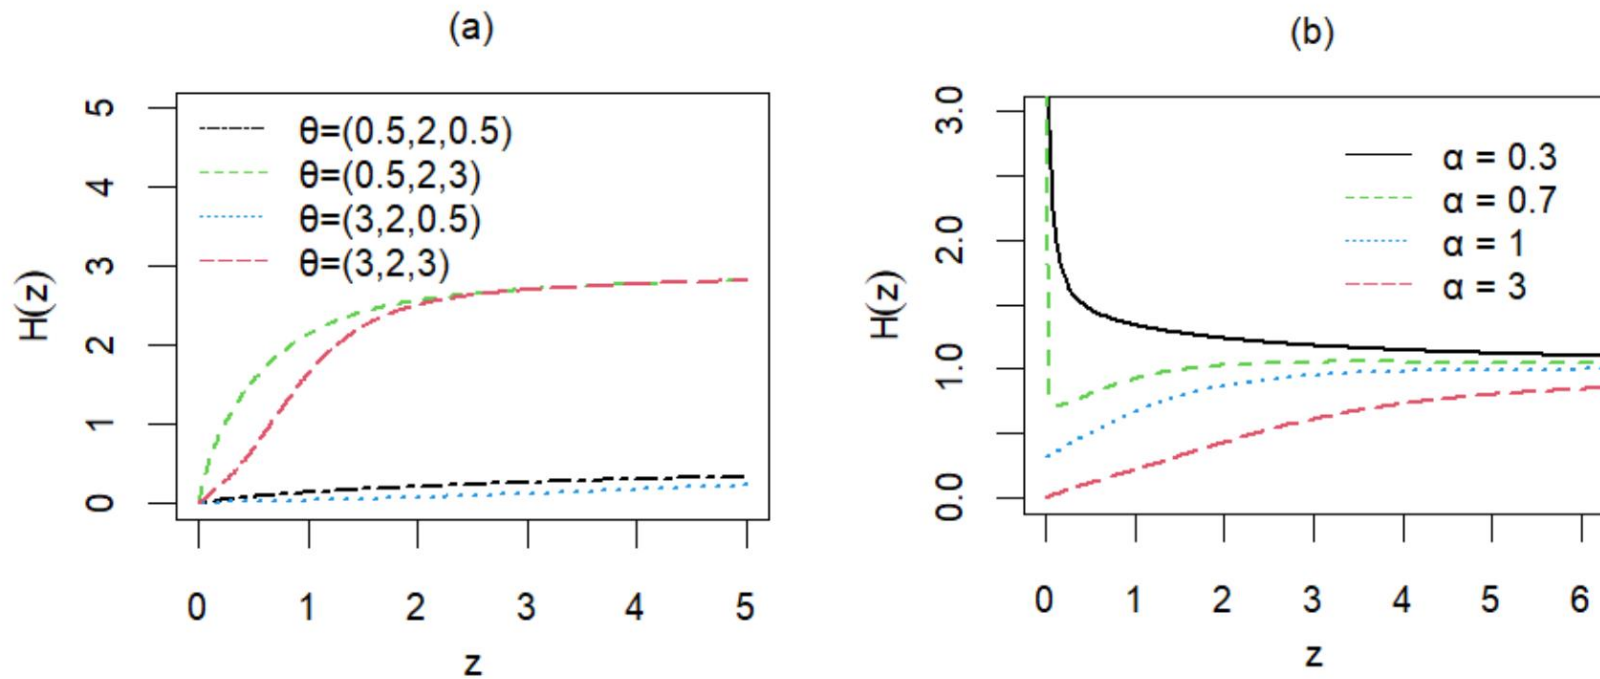 (a)
H(z)
5
4
3
2
1
0
θ=(0.5,2,0.5)
θ=(0.5,2,3)
θ=(3,2,0.5)
θ=(3,2,3)
0 1 2 3 4 5
z
(b)
H(z)
3.0
2.0
1.0
0.0
α = 0.3
α = 0.7
α = 1
α = 3
0 1 2 3 4 5 6
z